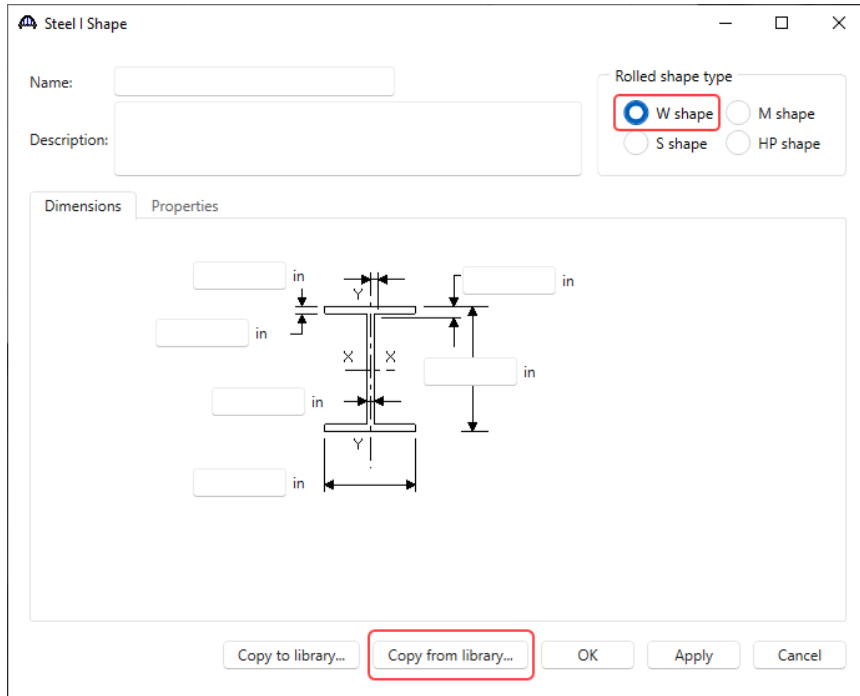 Steel I Shape
Name:
Rolled shape type
W shape
M shape
Description:
S shape
HP shape
Dimensions
Properties
in
Y
in
in
X
X
in
in
Y
in
Copy to library...
Copy from library...
OK
Apply
Cancel